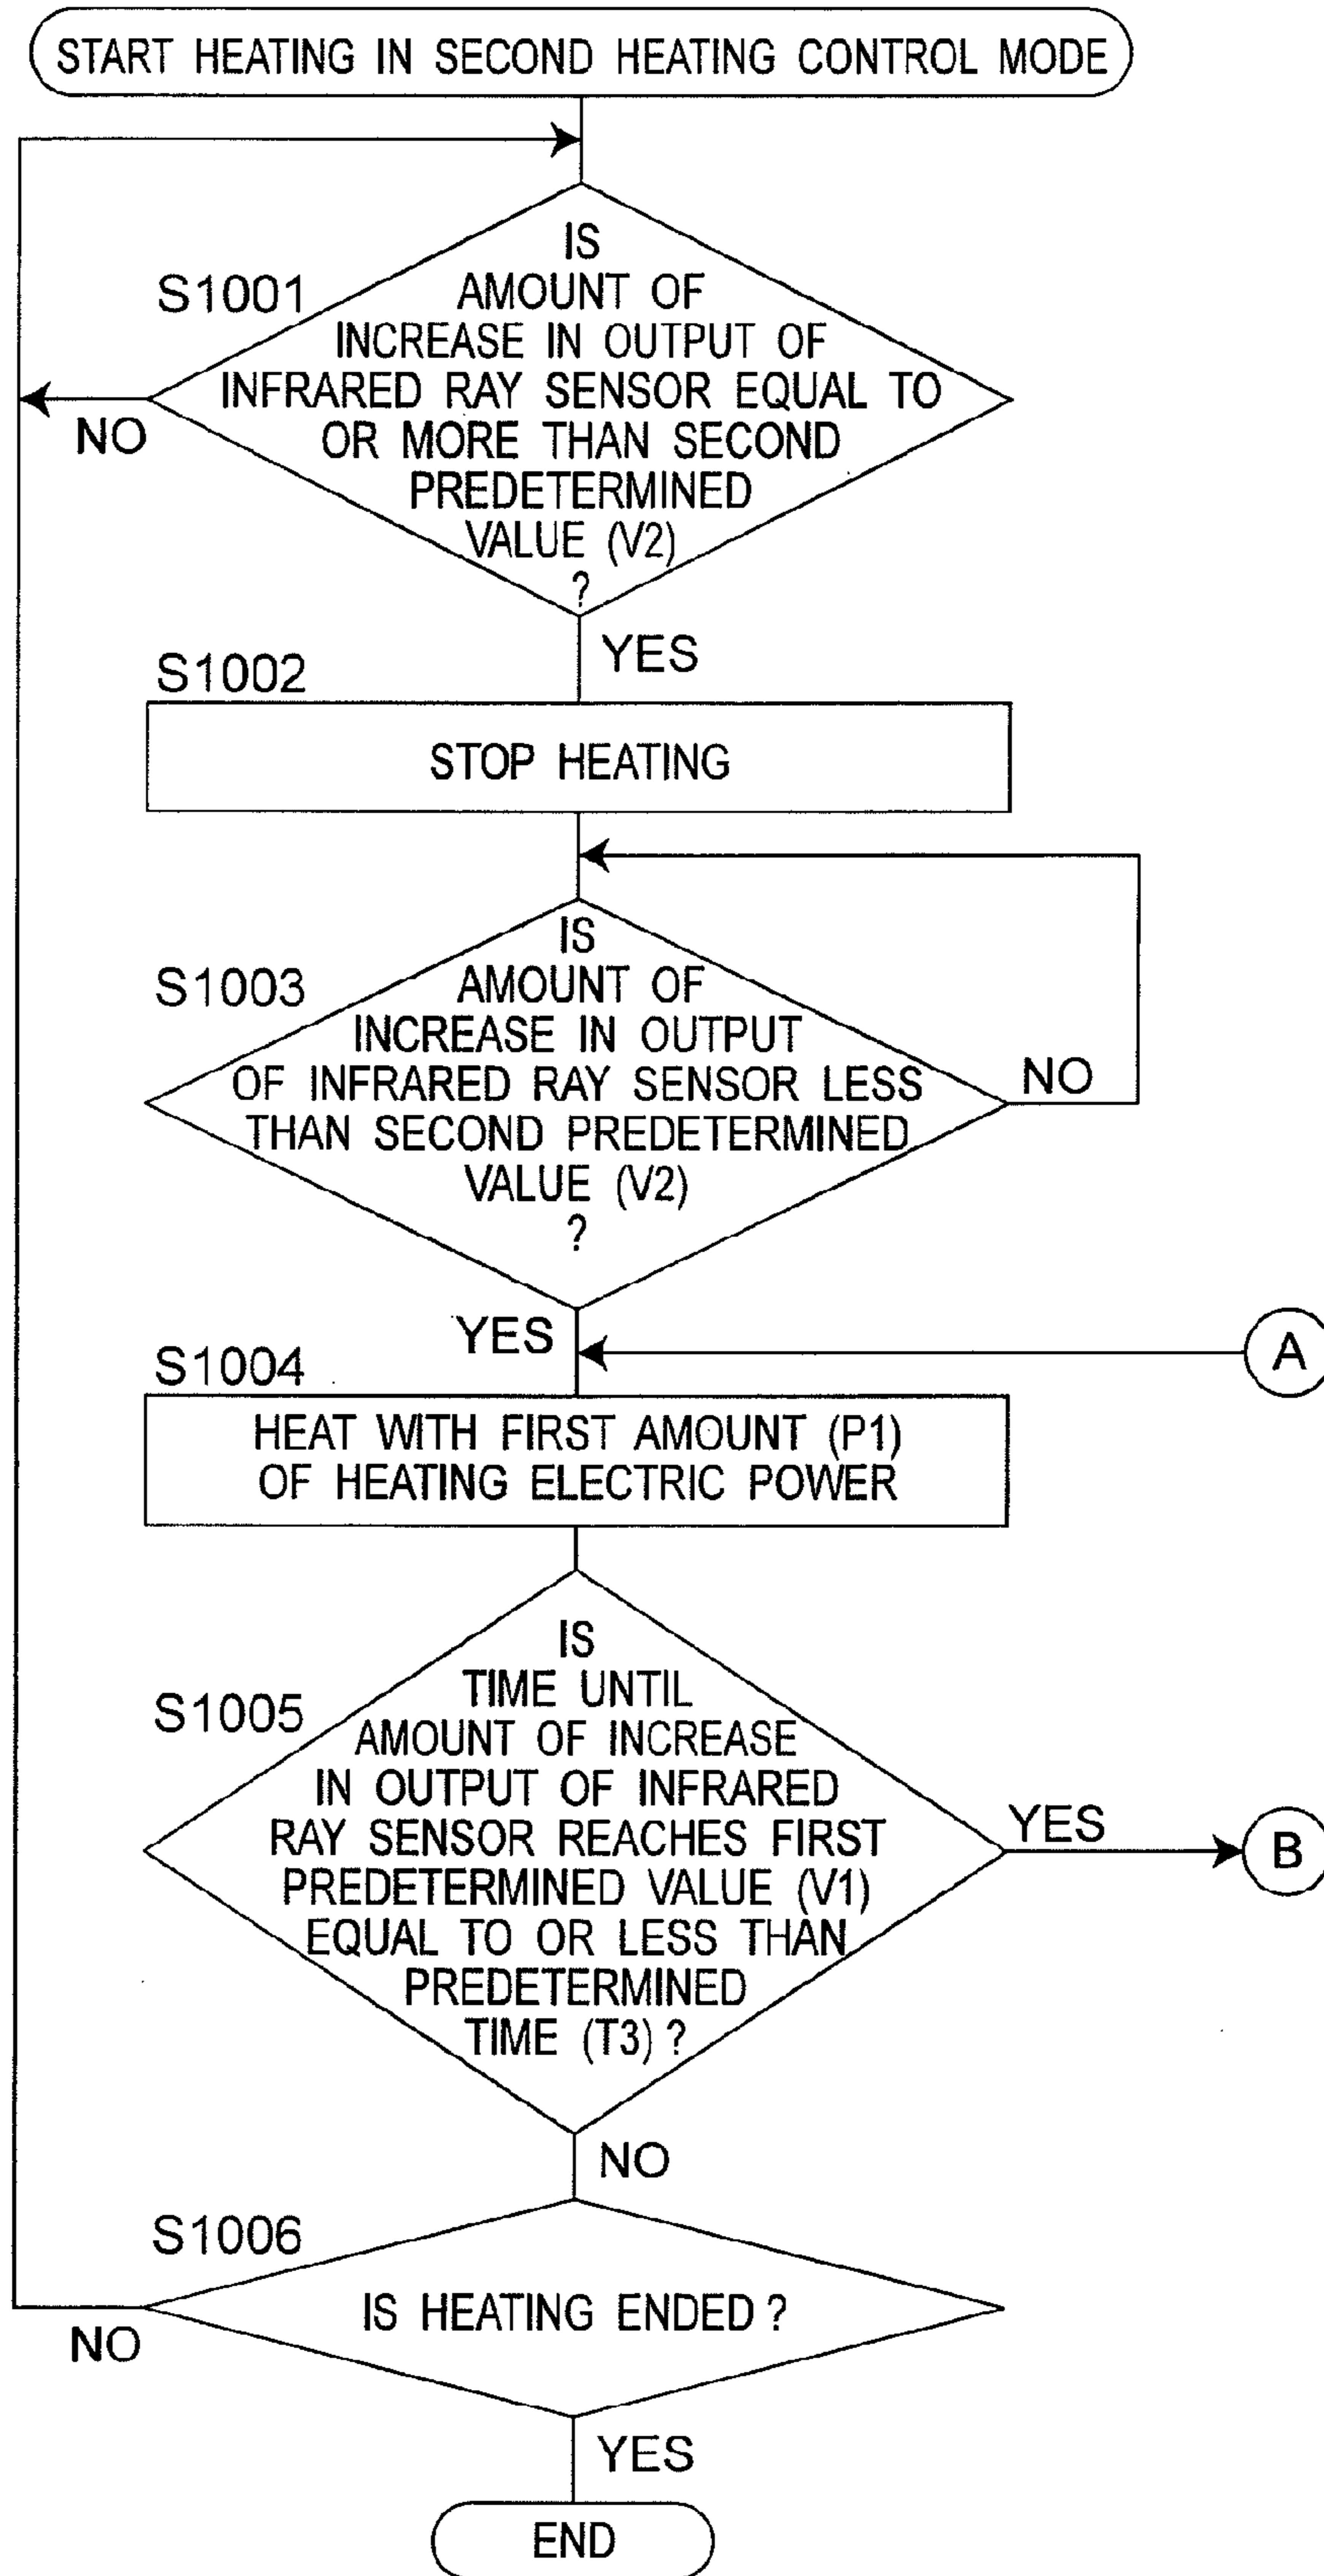 START HEATING IN SECOND HEATING CONTROL MODE
S1001
IS
AMOUNT OF
INCREASE IN OUTPUT OF
INFRARED RAY SENSOR EQUAL TO
OR MORE THAN SECOND
PREDETERMINED
VALUE (V2)
?
NO
YES
S1002
STOP HEATING
S1003
IS
AMOUNT OF
INCREASE IN OUTPUT
OF INFRARED RAY SENSOR LESS
THAN SECOND PREDETERMINED
VALUE (V2)
?
NO
YES
A
S1004
HEAT WITH FIRST AMOUNT (P1)
OF HEATING ELECTRIC POWER
S1005
IS
TIME UNTIL
AMOUNT OF INCREASE
IN OUTPUT OF INFRARED
RAY SENSOR REACHES FIRST
PREDETERMINED VALUE (V1)
EQUAL TO OR LESS THAN
PREDETERMINED
TIME (T3) ?
YES
B
NO
S1006
IS HEATING ENDED ?
NO
YES
END